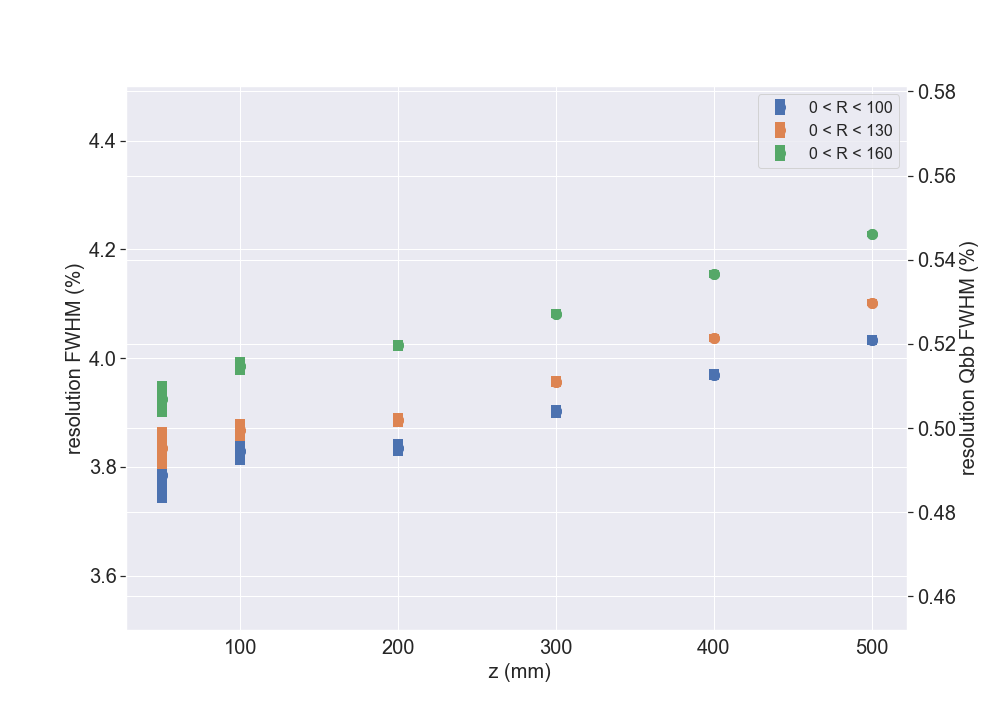 0 < R < 100
0 < R < 130
0 < R < 160
4.4
4.2
4.0
3.8
3.6
resolution FWHM (%)
0.58
0.56
0.54
0.52
0.50
0.48
0.46
resolution Qbb FWHM (%)
100 200 300 400 500
z (mm)